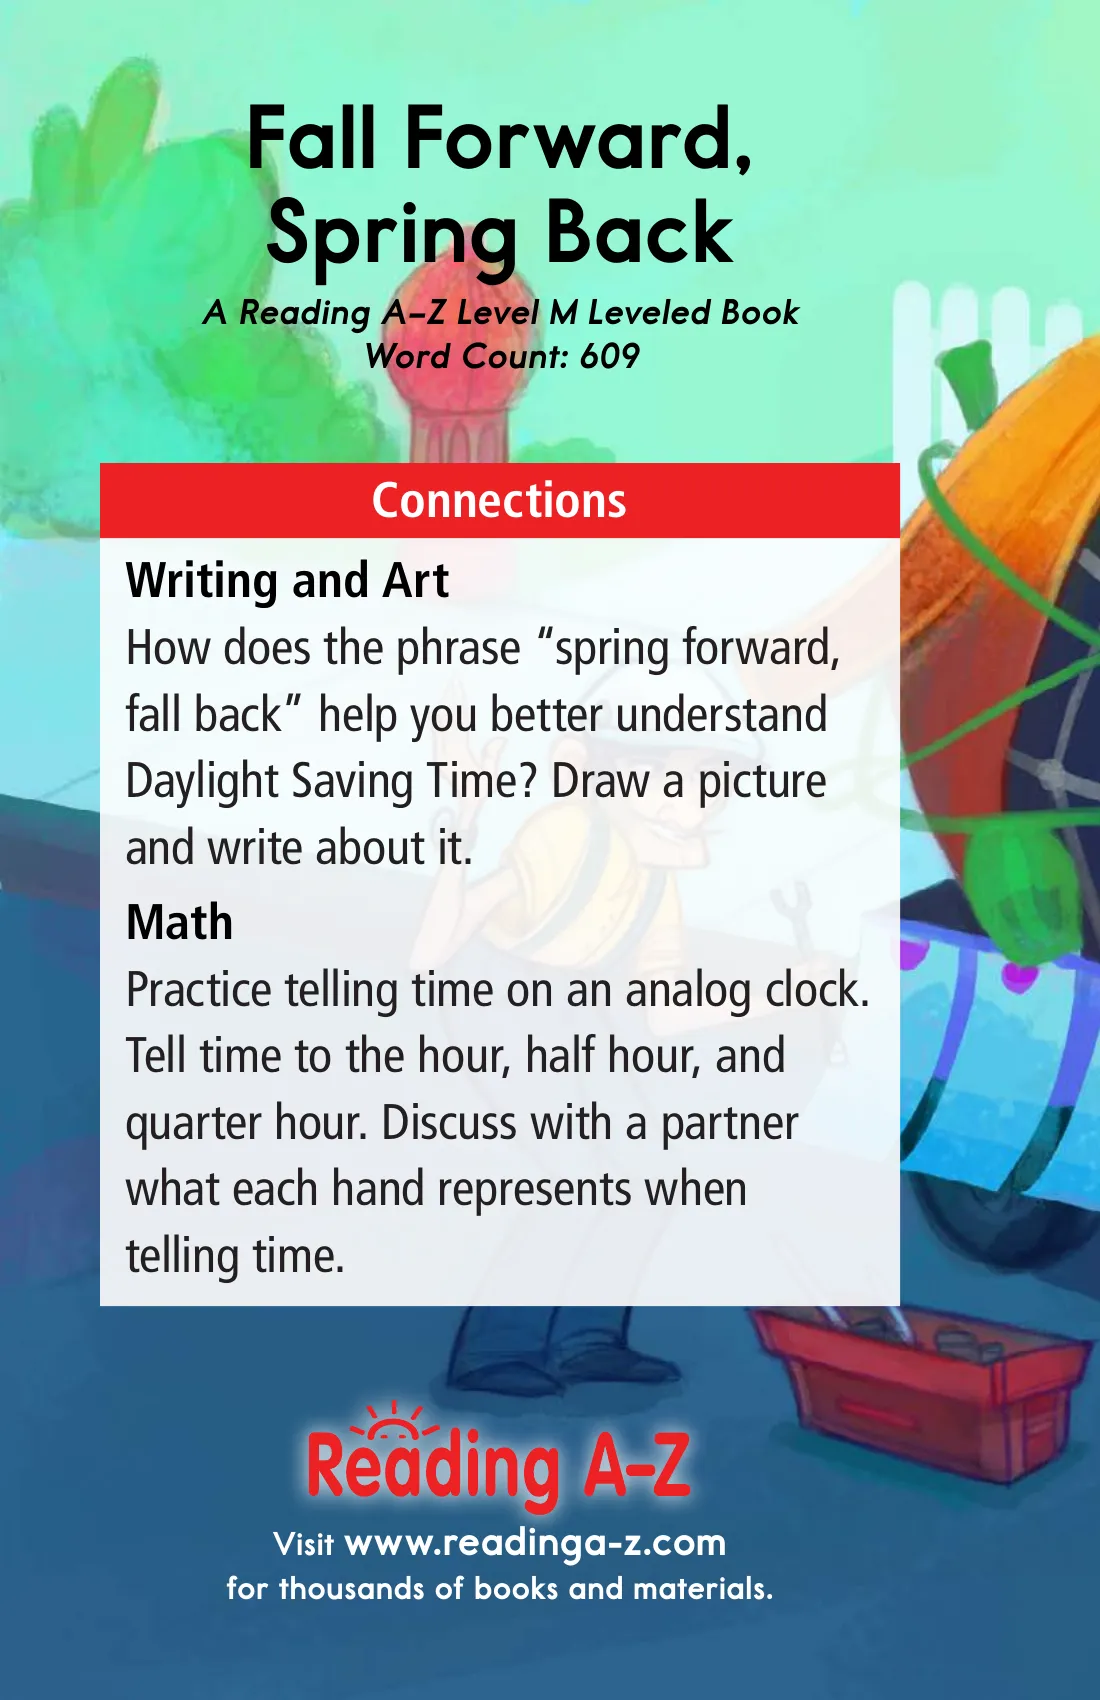 Fall Forward,
Spring Back
A Reading A–Z Level M Leveled Book
Word Count: 609
Connections
Writing and Art
How does the phrase “spring forward,
fall back” help you better understand
Daylight Saving Time? Draw a picture
and write about it.
Math
Practice telling time on an analog clock.
Tell time to the hour, half hour, and
quarter hour. Discuss with a partner
what each hand represents when
telling time.
Reading A–Z
Visit www.readinga-z.com
for thousands of books and materials.